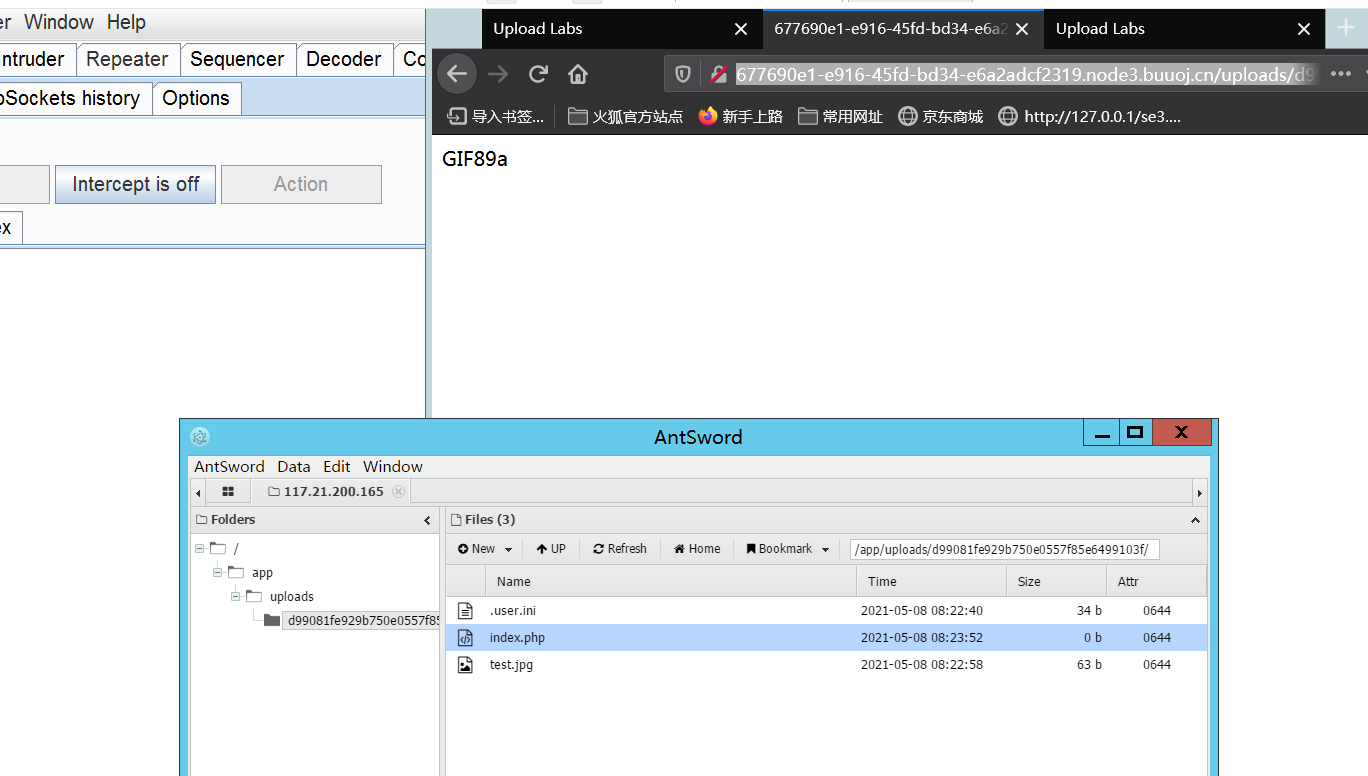 Window Help
Intruder Repeater Sequencer Decoder
Sockets history Options
Intercept is off Action
Upload Labs 677690e1-e916-45fd-bd34-e6a2 Upload Labs
677690e1-e916-45fd-bd34-e6a2adcf2319.node3.buuoj.cn/uploads/d9
导入书签... 火狐官方站点 新手上路 常用网址 京东商城 http://127.0.0.1/se3....
GIF89a
AntSword
AntSword Data Edit Window
117.21.200.165
Folders
/
app
uploads
d99081fe929b750e0557f85
Files (3)
New UP Refresh Home Bookmark /app/uploads/d99081fe929b750e0557f85e6499103f/
Name Time Size Attr
.user.ini 2021-05-08 08:22:40 34 b 0644
index.php 2021-05-08 08:23:52 0 b 0644
test.jpg 2021-05-08 08:22:58 63 b 0644